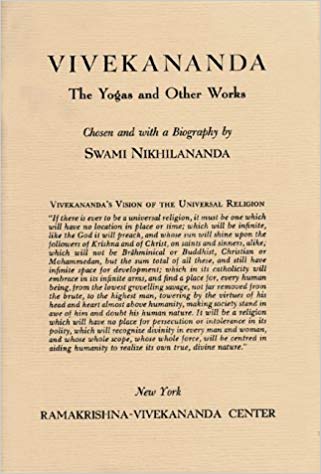 VIVEKANANDA
The Yogas and Other Works
Chosen and with a Biography by
SWAMI NIKHILANANDA
VIVEKANANDA'S VISION OF THE UNIVERSAL RELIGION
"If there is ever to be a universal religion, it must be one which
will have no location in place or time; which will be infinite,
like the God it will preach, and whose sun will shine upon the
followers of Krishna and of Christ, on saints and sinners, alike;
which will not be Brāhminical or Buddhist, Christian or
Mohammedan, but the sum total of all these, and still have
infinite space for development; which in its catholicity will
embrace in its infinite arms, and find a place for, every human
being, from the lowest grovelling savage, not far removed from
the brute, to the highest man, towering by the virtues of his
head and heart almost above humanity, making society stand in
awe of him and doubt his human nature. It will be a religion
which will have no place for persecution or intolerance in its
polity, which will recognize divinity in every man and woman,
and whose whole scope, whose whole force, will be centred in
aiding humanity to realize its own true, divine nature."
New York
RAMAKRISHNA-VIVEKANANDA CENTER